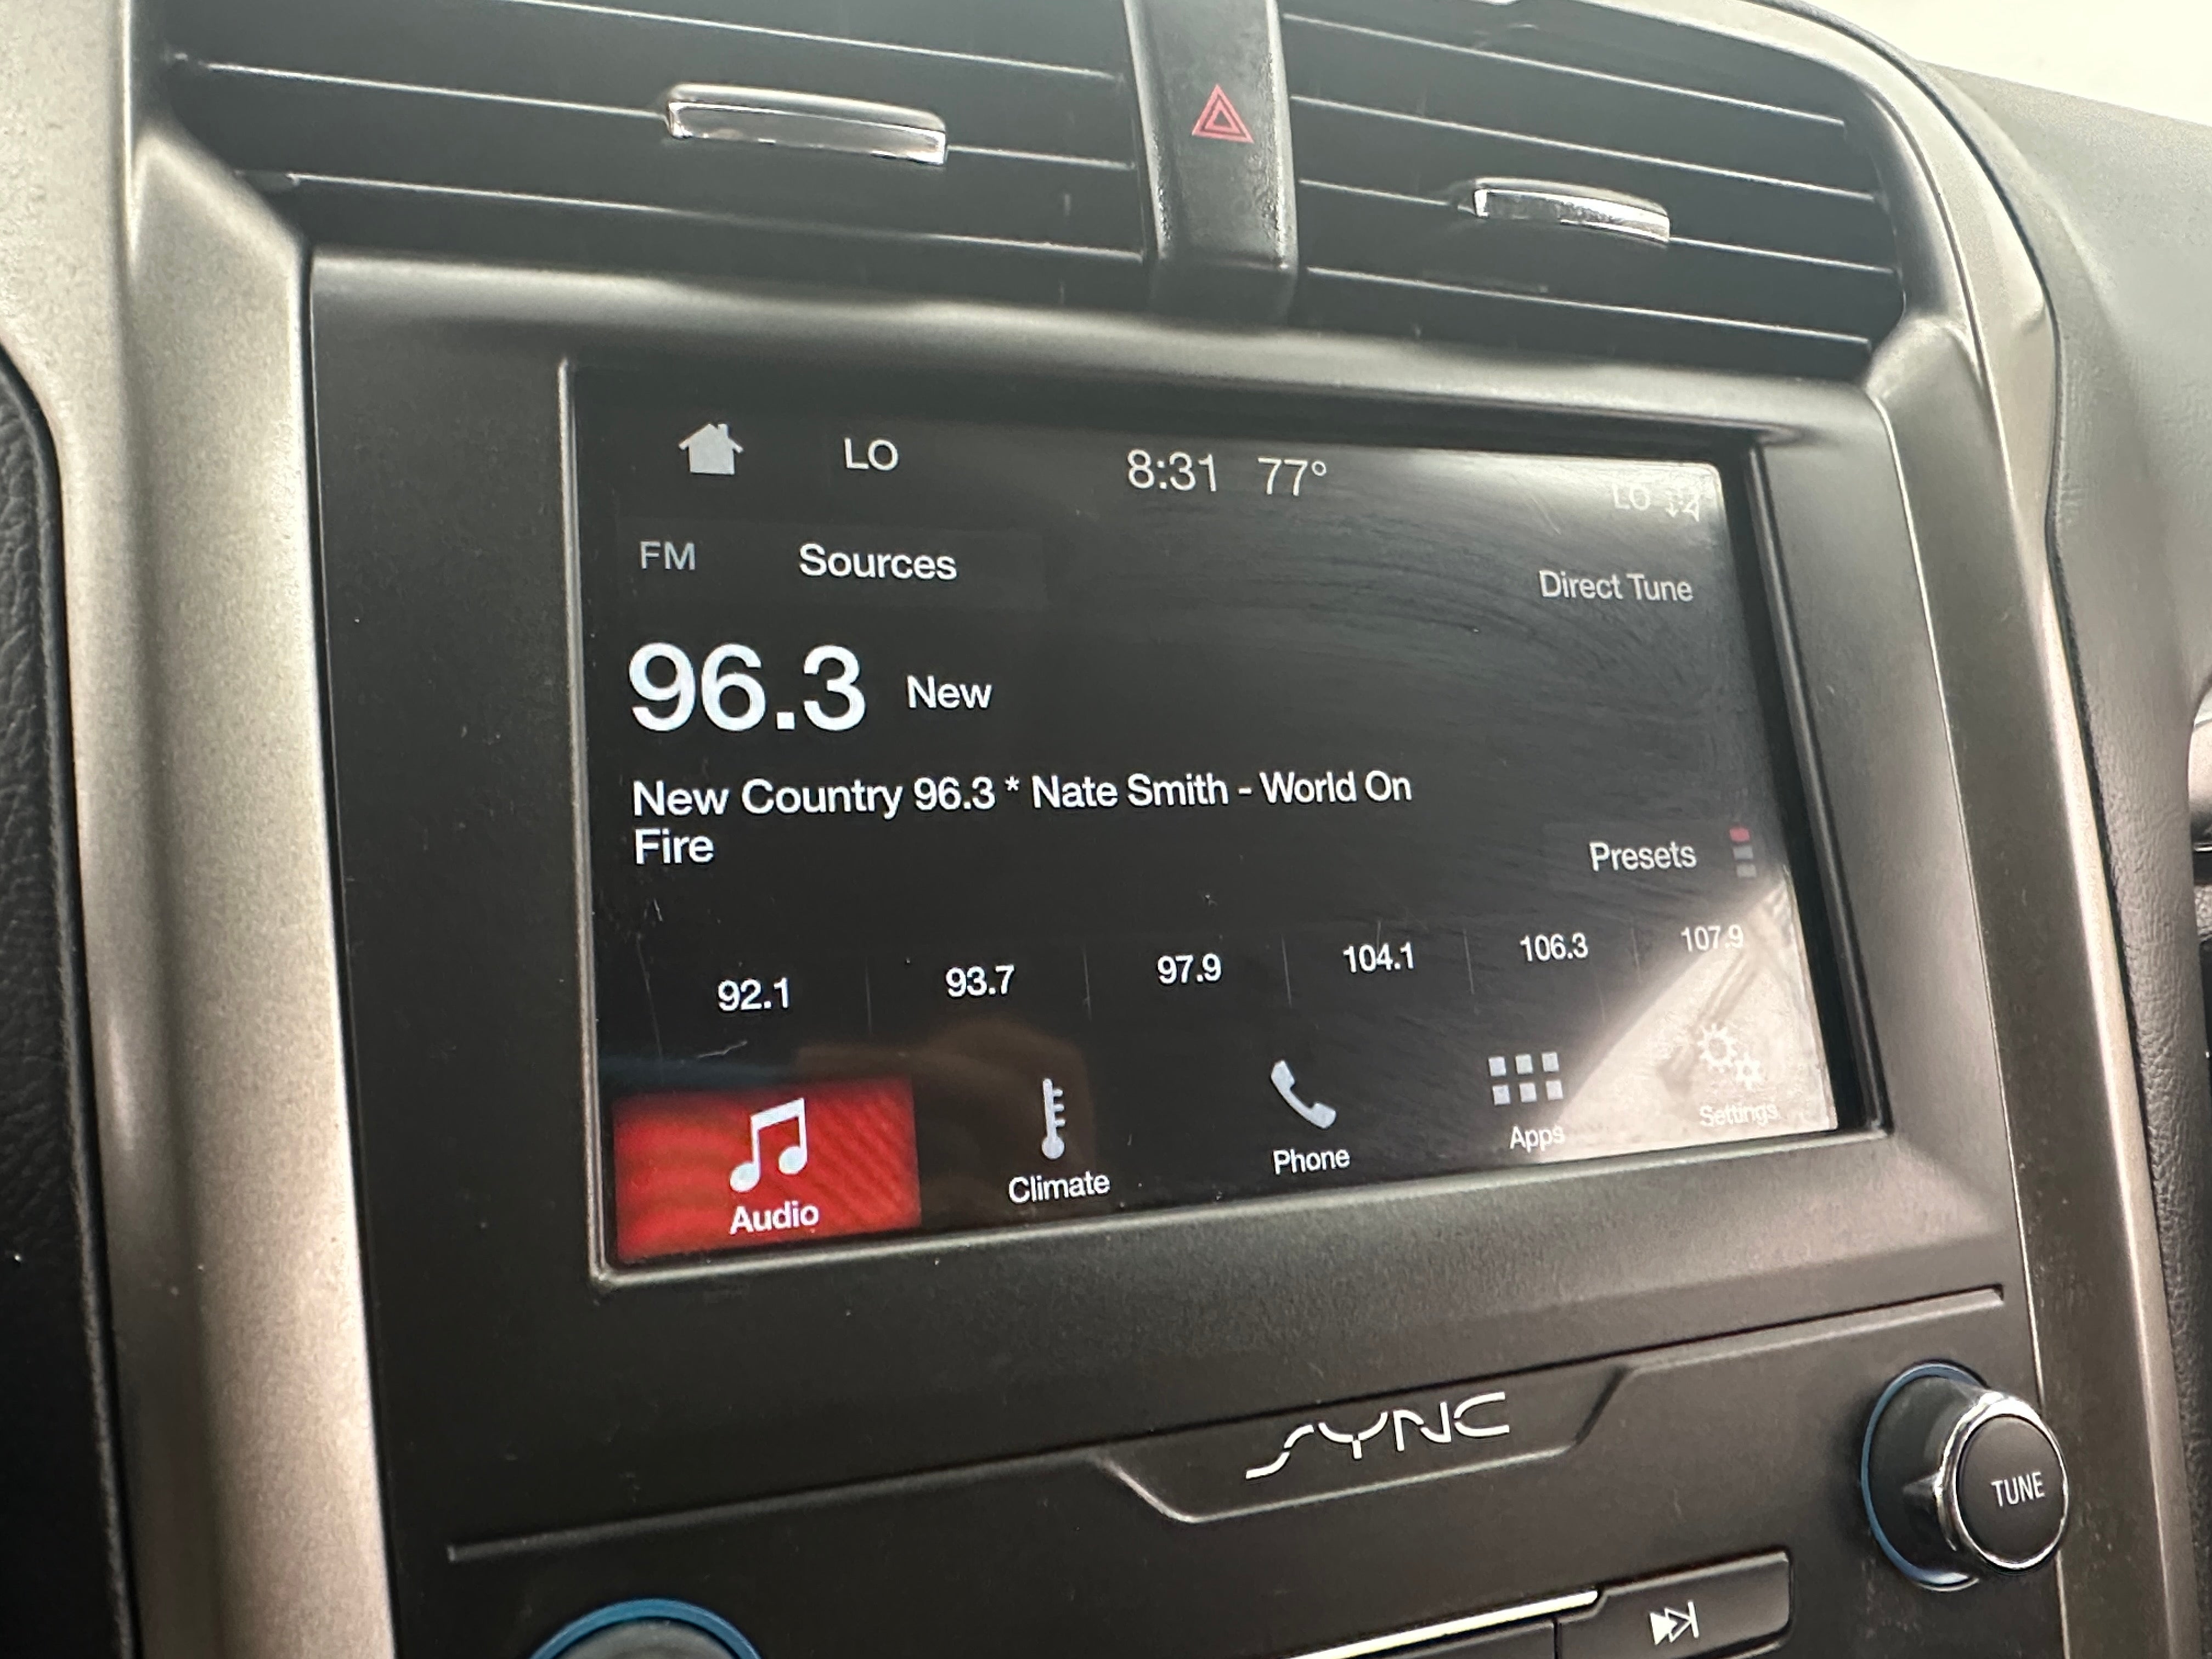 LO 8:31 77° LO
FM Sources Direct Tune
96.3 New
New Country 96.3 * Nate Smith - World On
Fire
Presets
92.1 93.7 97.9 104.1 106.3 107.9
Audio Climate Phone Apps Settings
SYNC
TUNE